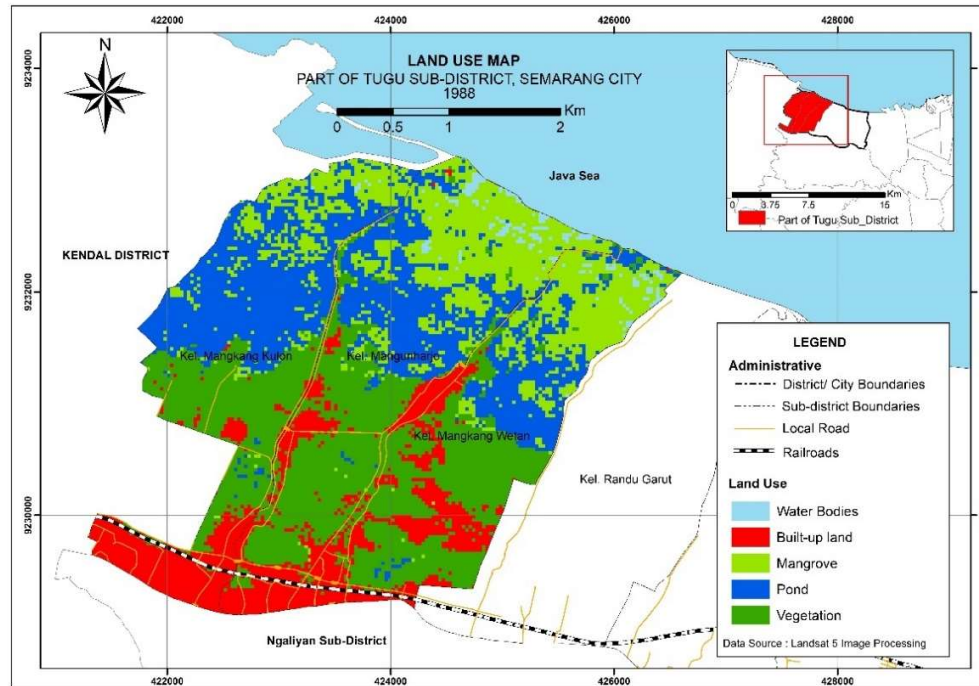 422000 424000 426000 428000
9234000
9232000
9230000
N
LAND USE MAP
PART OF TUGU SUB-DISTRICT, SEMARANG CITY
1988
Km
0 0.5 1 2
Java Sea
KENDAL DISTRICT
Kel. Mangkang Kulon
Kel. Mangunharjo
Kel. Mangkang Wetan
Kel. Randu Garut
Ngaliyan Sub-District
Km
0 3.75 7.5 15
Part of Tugu Sub_District
LEGEND
Administrative
District/ City Boundaries
Sub-district Boundaries
Local Road
Railroads
Land Use
Water Bodies
Built-up land
Mangrove
Pond
Vegetation
Data Source : Landsat 5 Image Processing
422000 424000 426000 428000